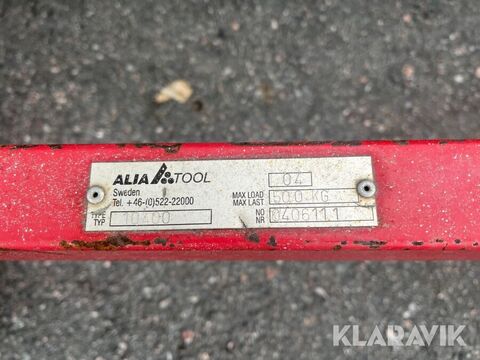 ALIA TOOL
Sweden
Tel. +46-(0)522-22000
TYPE
TYP
10400
04
MAX LOAD
MAX LAST
500 KG
NO
NR
0406111
KLARAVIK